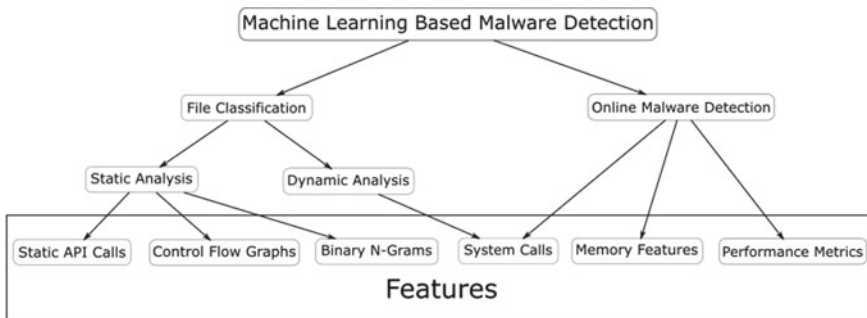 Machine Learning Based Malware Detection
File Classification
Online Malware Detection
Static Analysis
Dynamic Analysis
Static API Calls
Control Flow Graphs
Binary N-Grams
System Calls
Memory Features
Performance Metrics
Features